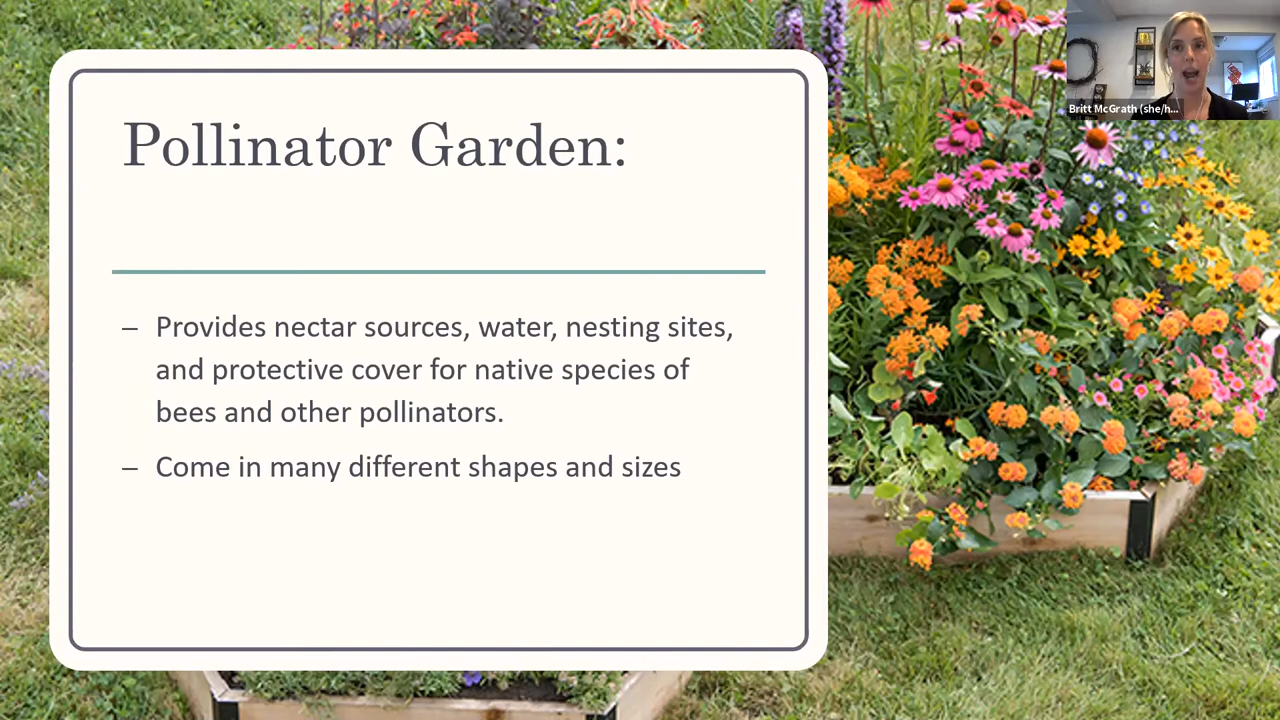 Britt McGrath (she/h...
Pollinator Garden:
– Provides nectar sources, water, nesting sites,
and protective cover for native species of
bees and other pollinators.
– Come in many different shapes and sizes